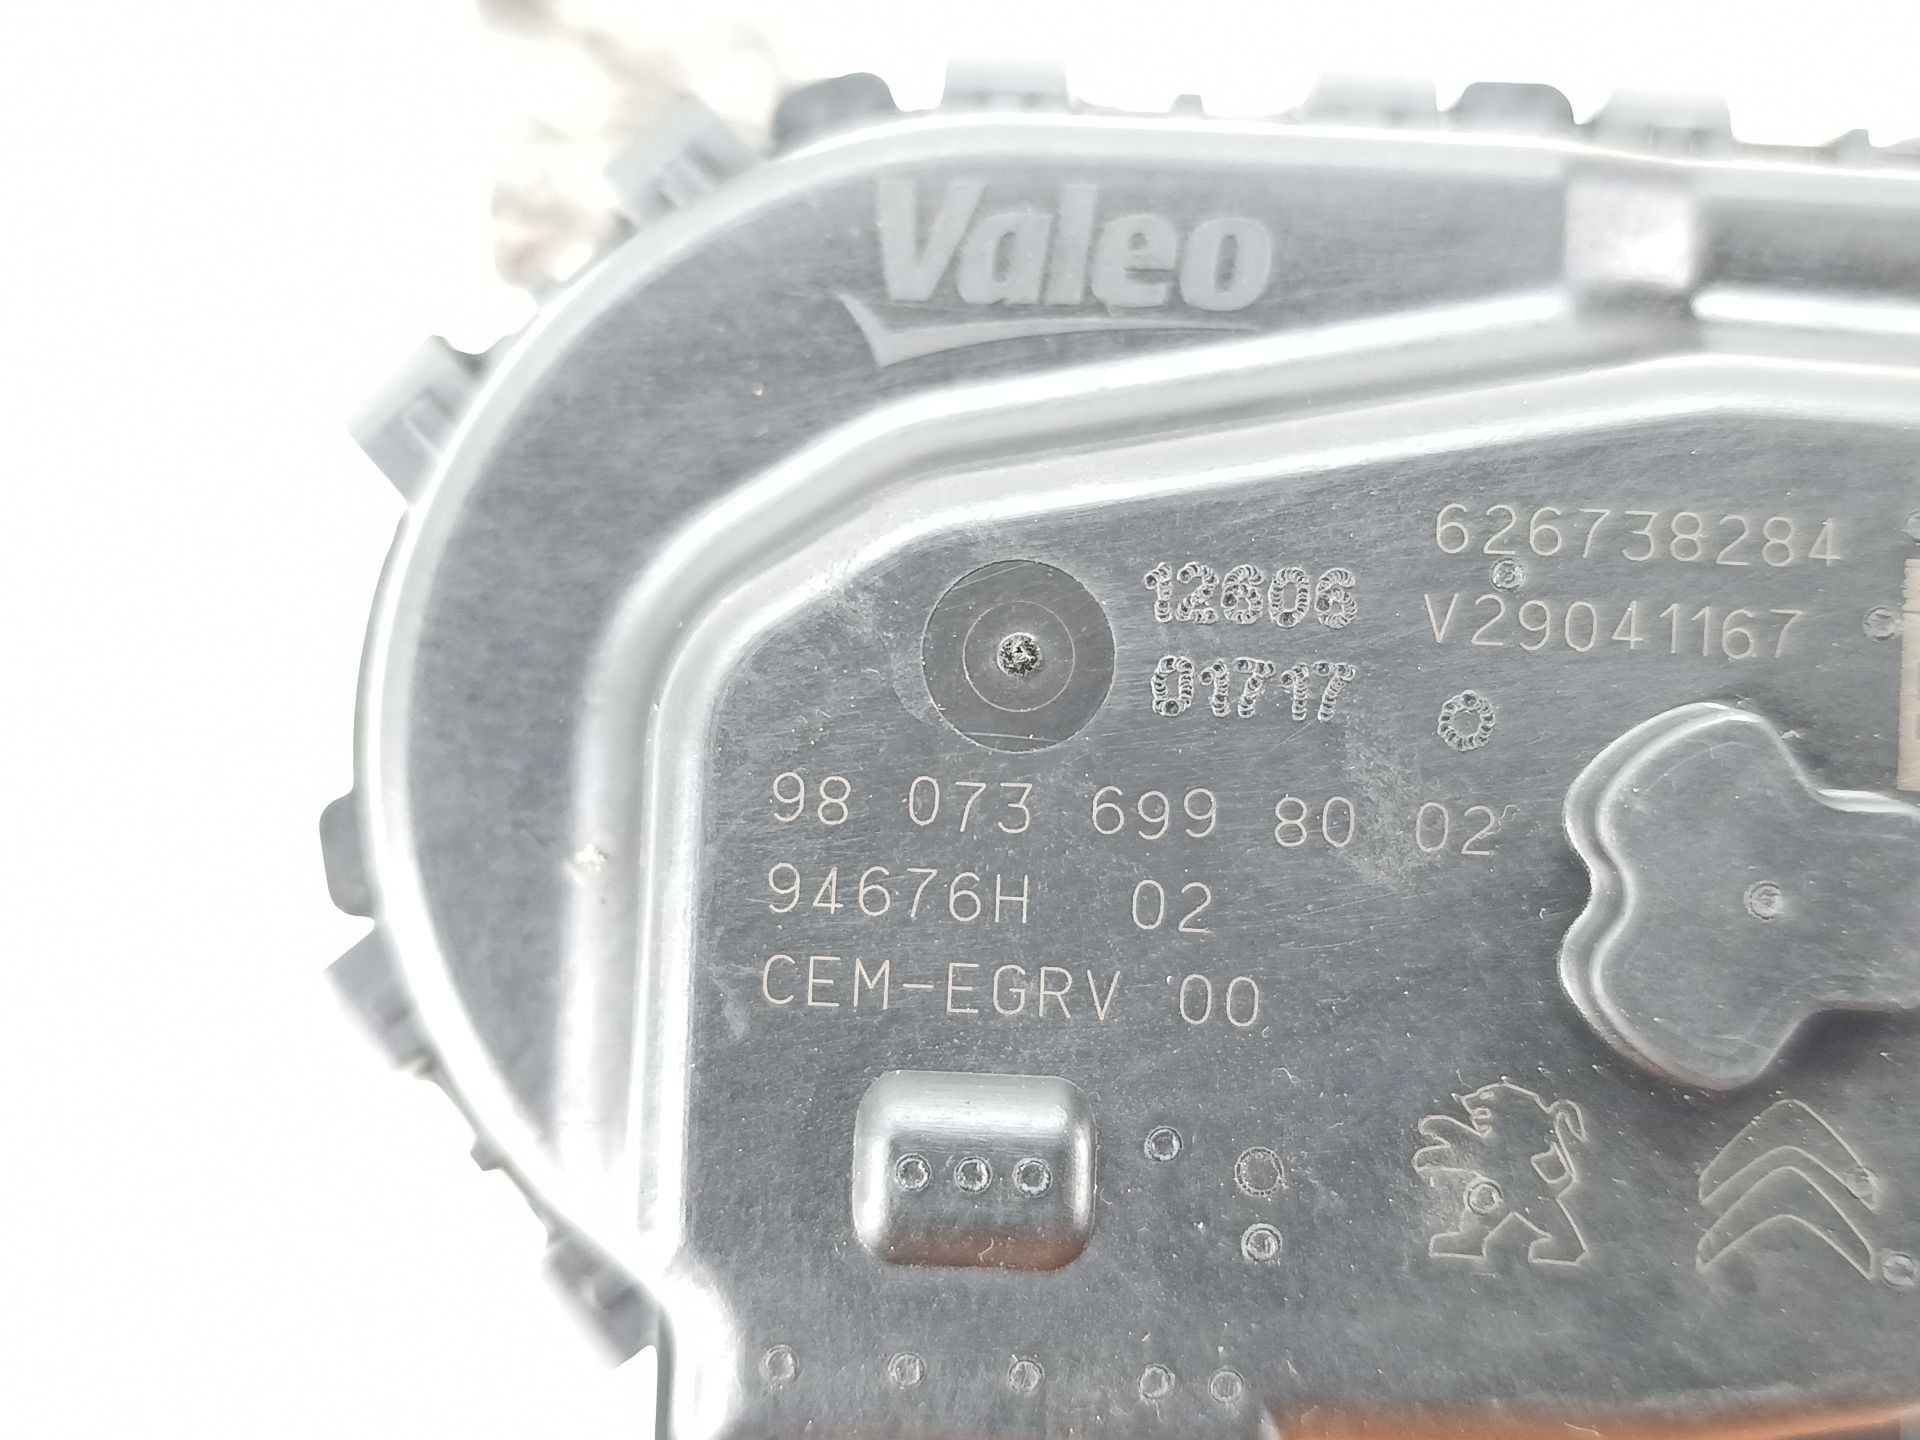 Valeo
626738284
V29041167
12606
01717
98 073 699 80 02
94676H 02
CEM-EGRV 00